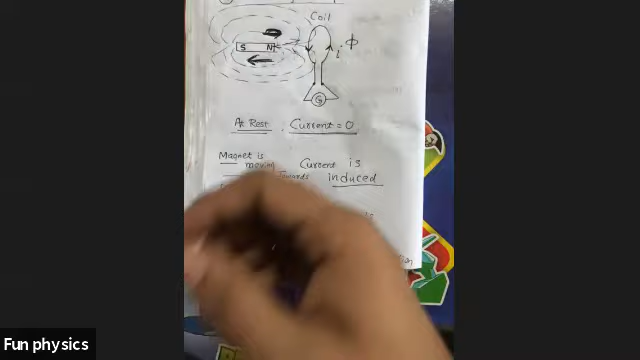 Coil
S N
i ϕ
G
At Rest. Current = 0
Magnet is moving Current is
Towards induced
Fun physics